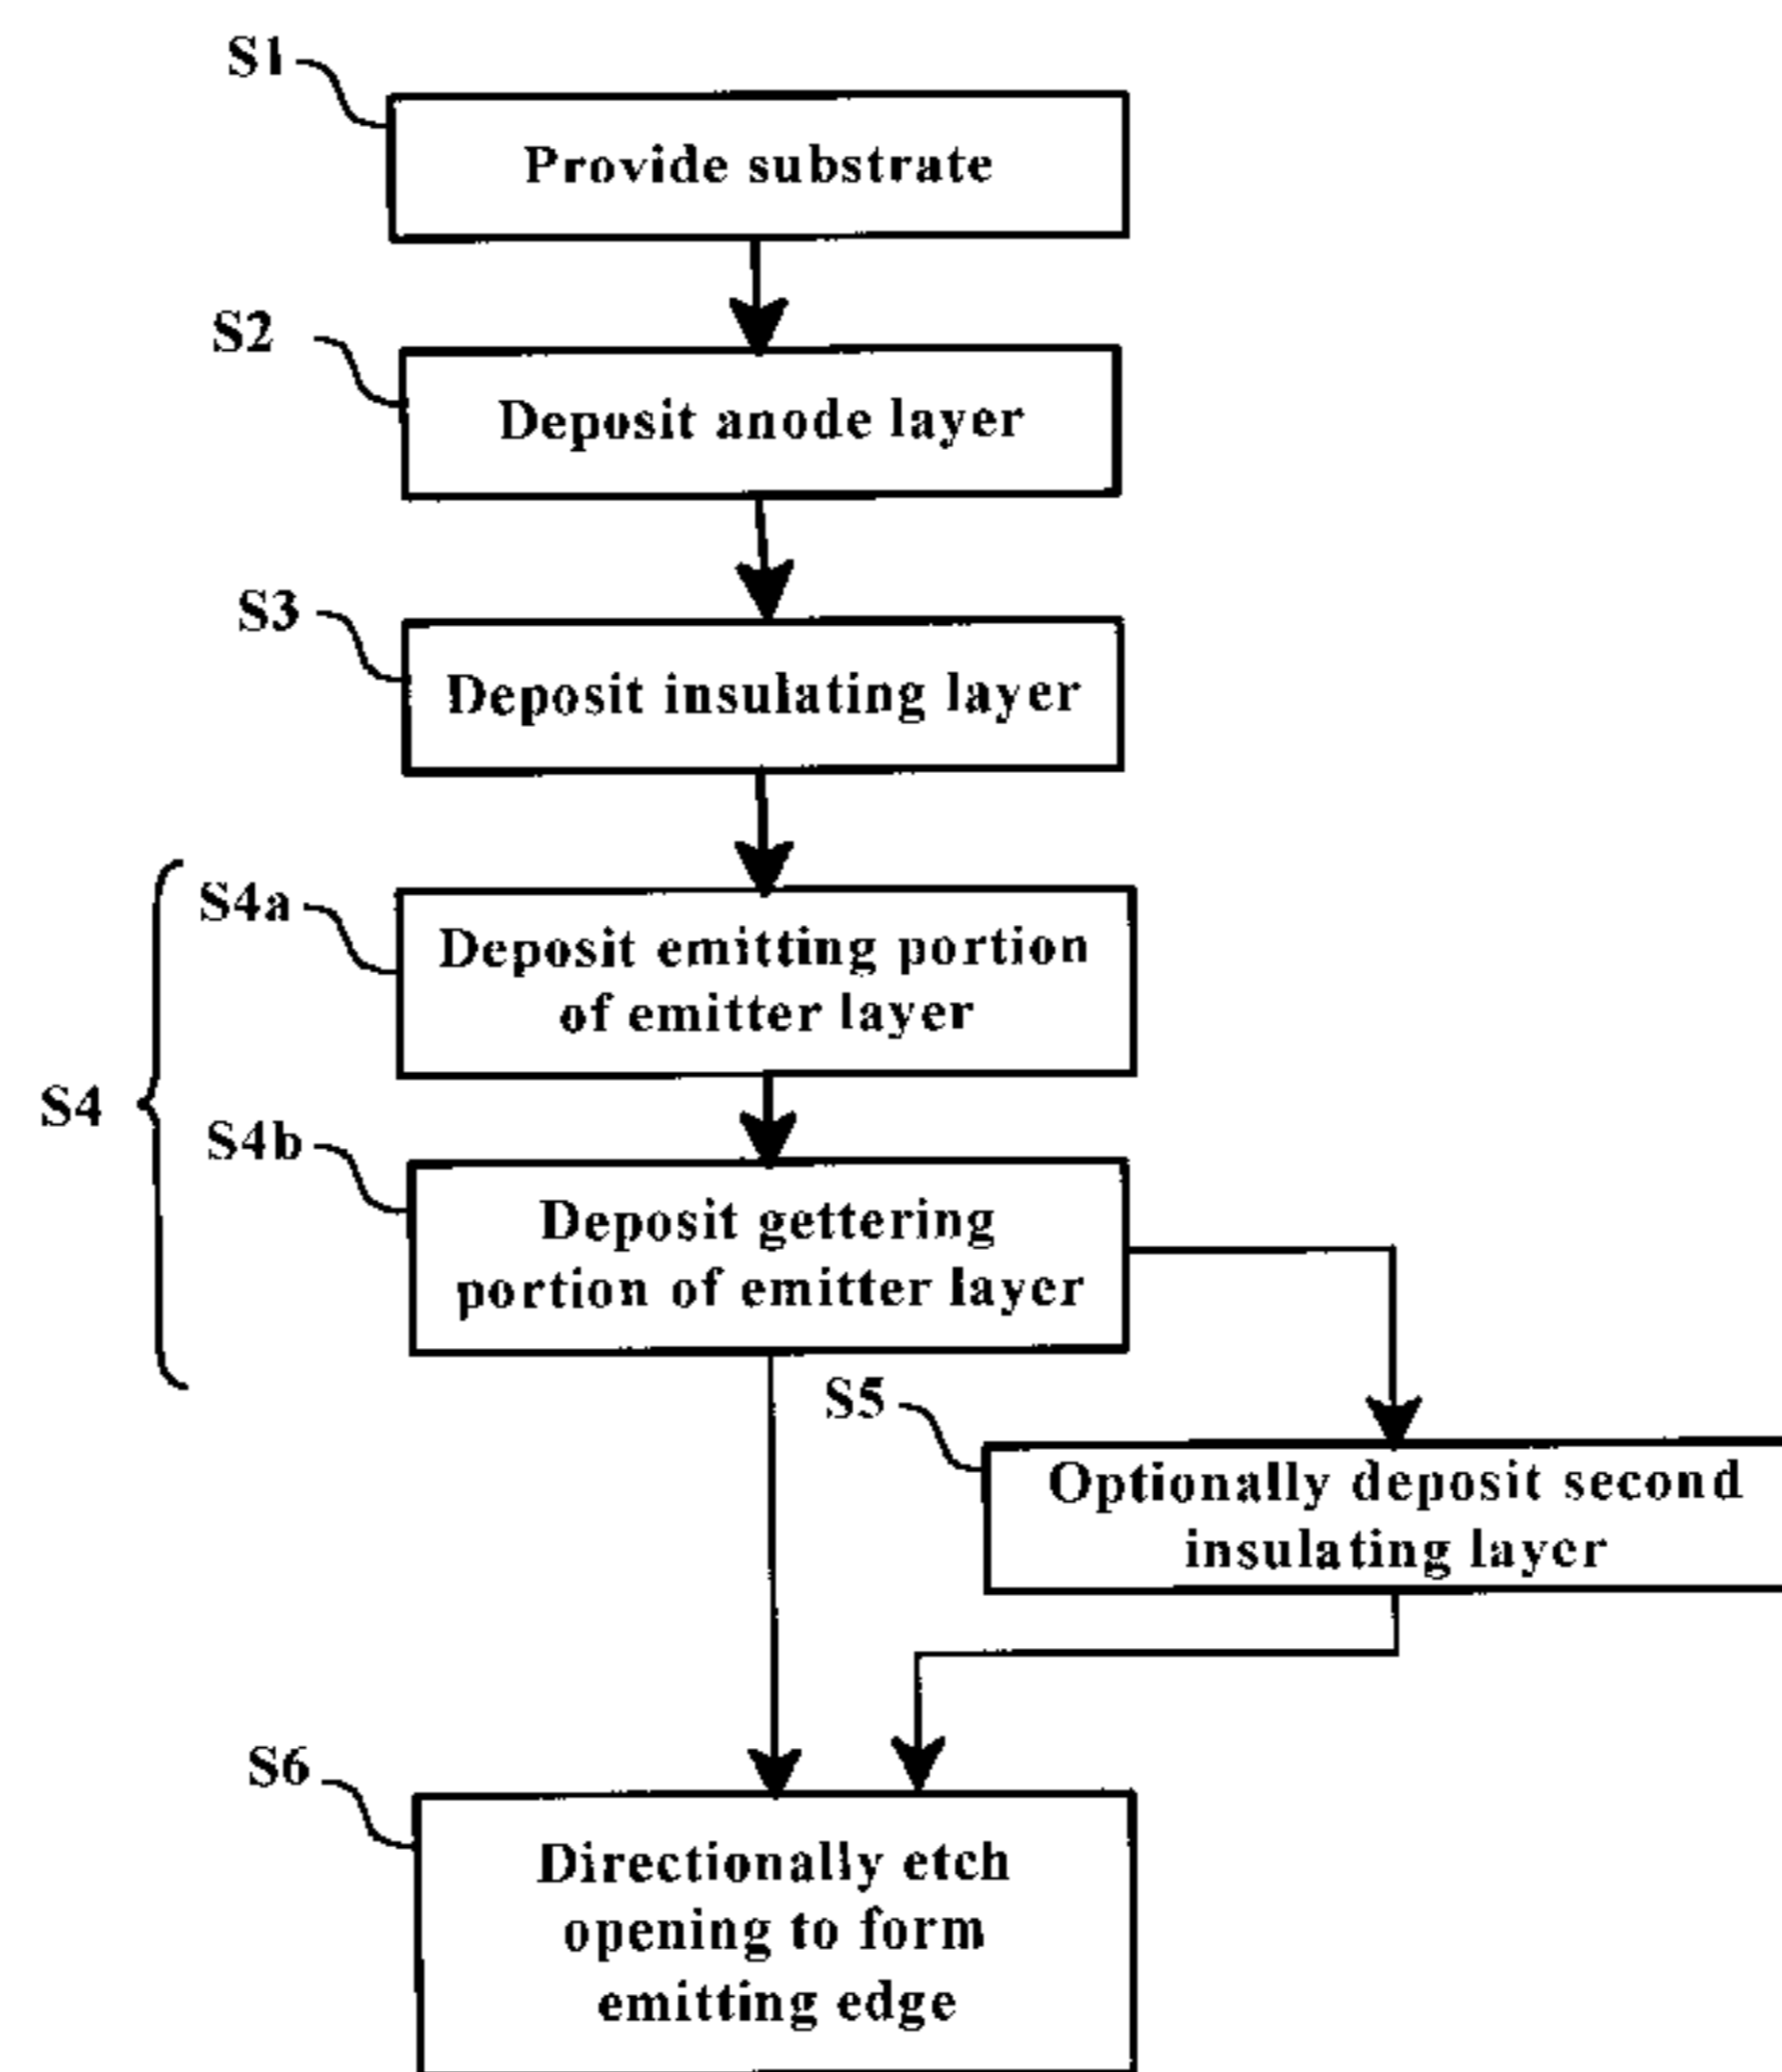 S1
Provide substrate
S2
Deposit anode layer
S3
Deposit insulating layer
S4
S4a
Deposit emitting portion
of emitter layer
S4b
Deposit gettering
portion of emitter layer
S5
Optionally deposit second
insulating layer
S6
Directionally etch
opening to form
emitting edge